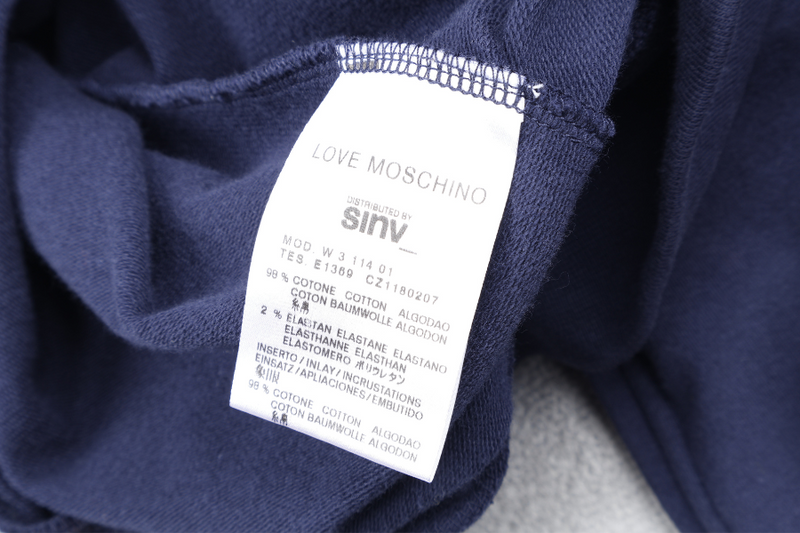 LOVE MOSCHINO
DISTRIBUTED BY
sinv
MOD W 3 114 01
TES E1369 CZ1180207
98 % COTONE COTTON ALGODAO
COTON BAUMWOLLE ALGODON
2 % ELASTAN ELASTANE ELASTANO
ELASTHANNE ELASTHAN
ELASTOMERO ポリウレタン
INSERTO / INLAY / INCRUSTATIONS
EINSATZ / APLIACIONES / EMBUTIDO
98 % COTONE COTTON ALGODAO
COTON BAUMWOLLE ALGODON